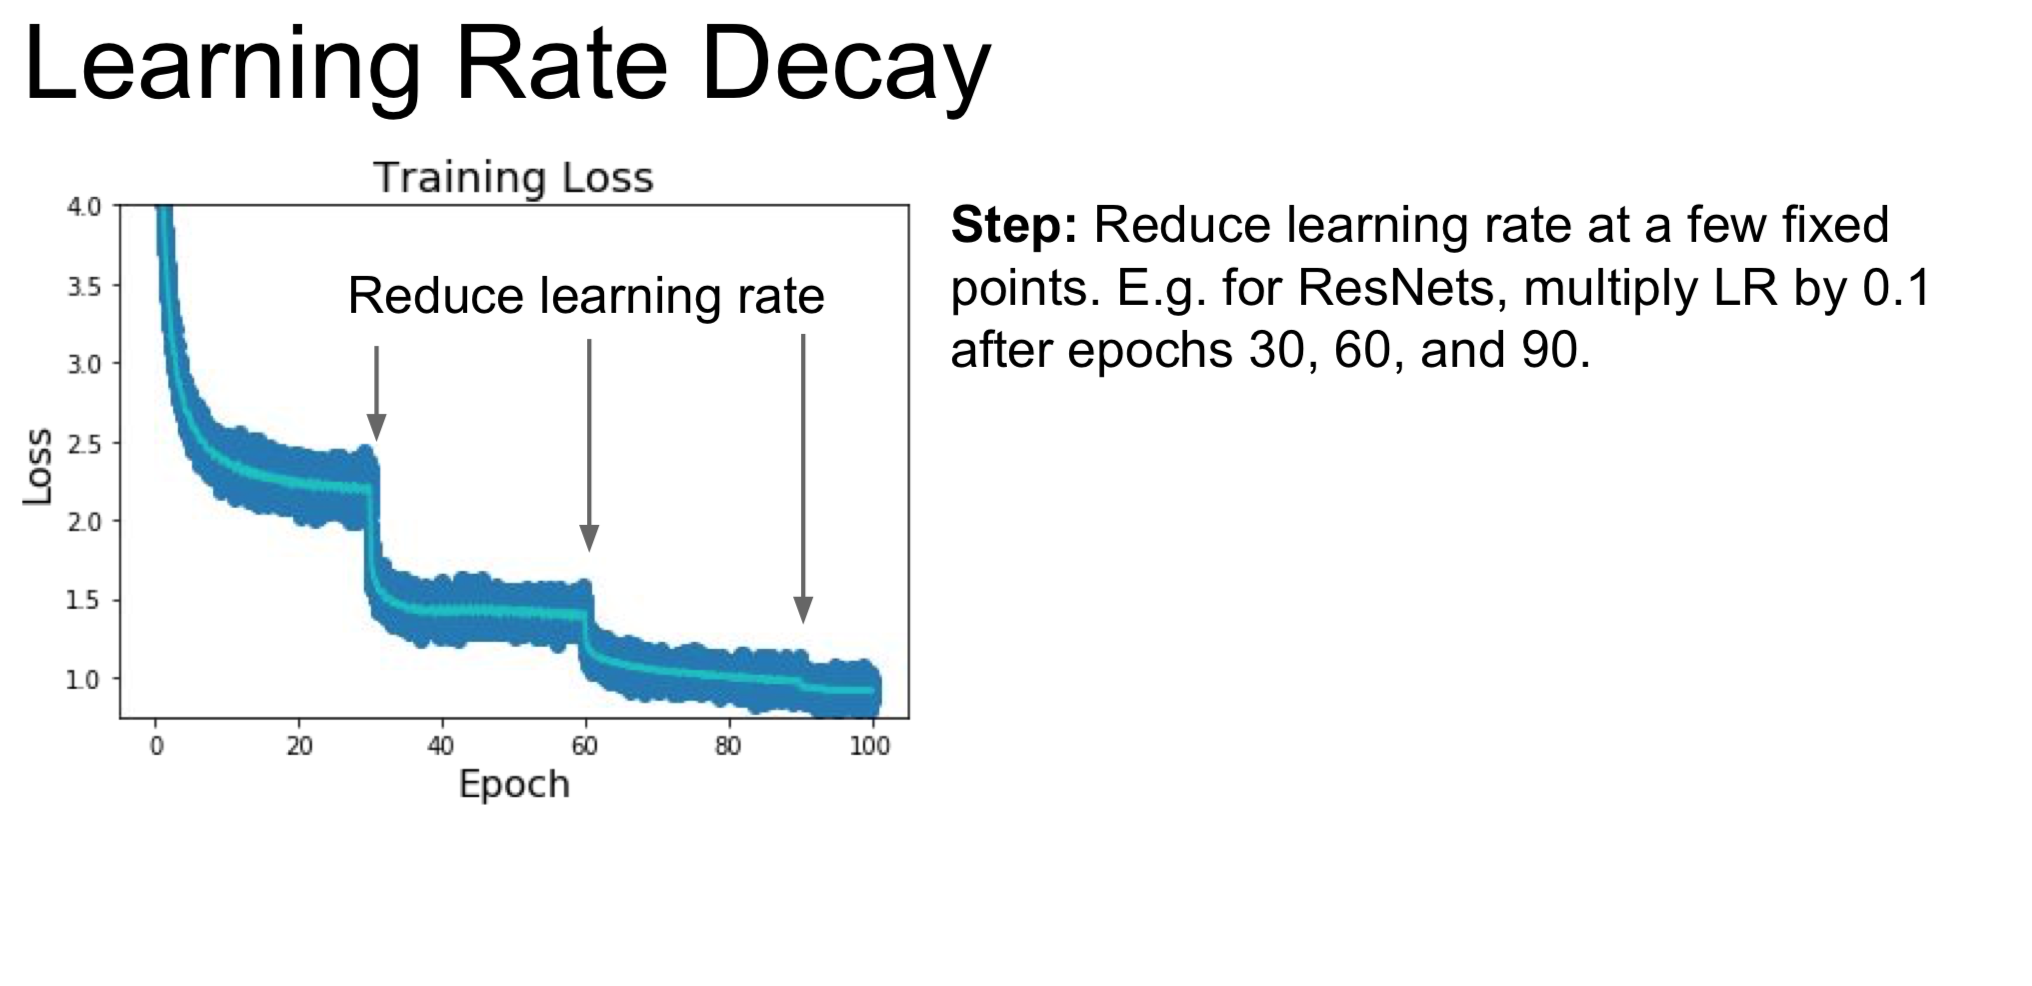 Learning Rate Decay
Training Loss
4.0
3.5
3.0
2.5
2.0
1.5
1.0
Loss
Reduce learning rate
0 20 40 60 80 100
Epoch
Step: Reduce learning rate at a few fixed
points. E.g. for ResNets, multiply LR by 0.1
after epochs 30, 60, and 90.